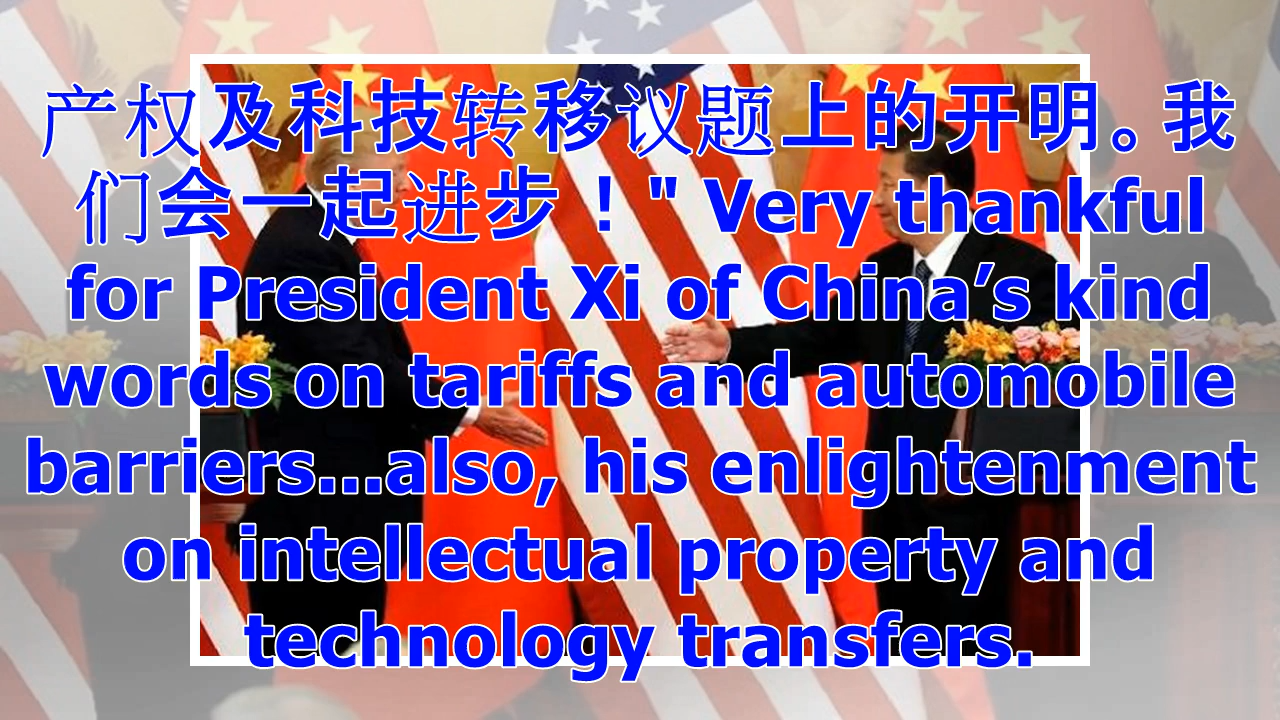 产权及科技转移议题上的开明。我
们会一起进步！" Very thankful
for President Xi of China’s kind
words on tariffs and automobile
barriers...also, his enlightenment
on intellectual property and
technology transfers.